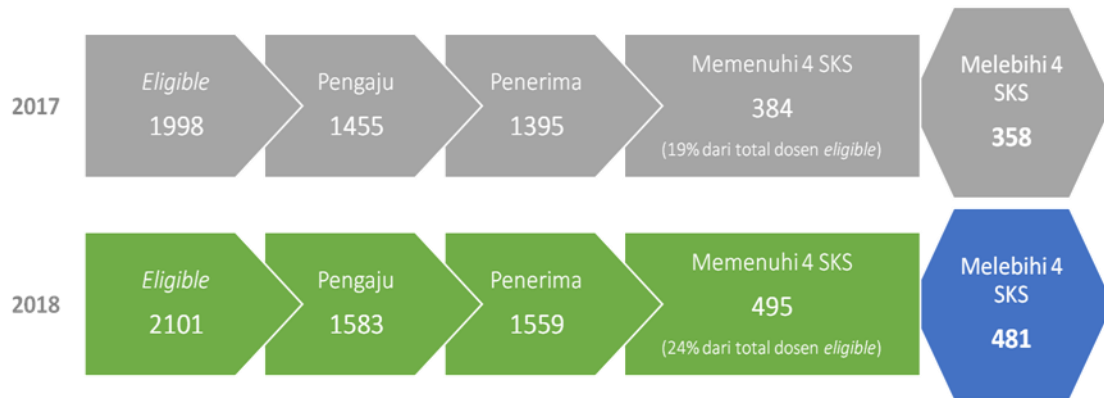 2017
Eligible
1998
Pengaju
1455
Penerima
1395
Memenuhi 4 SKS
384
(19% dari total dosen eligible)
Melebihi 4
SKS
358
2018
Eligible
2101
Pengaju
1583
Penerima
1559
Memenuhi 4 SKS
495
(24% dari total dosen eligible)
Melebihi 4
SKS
481